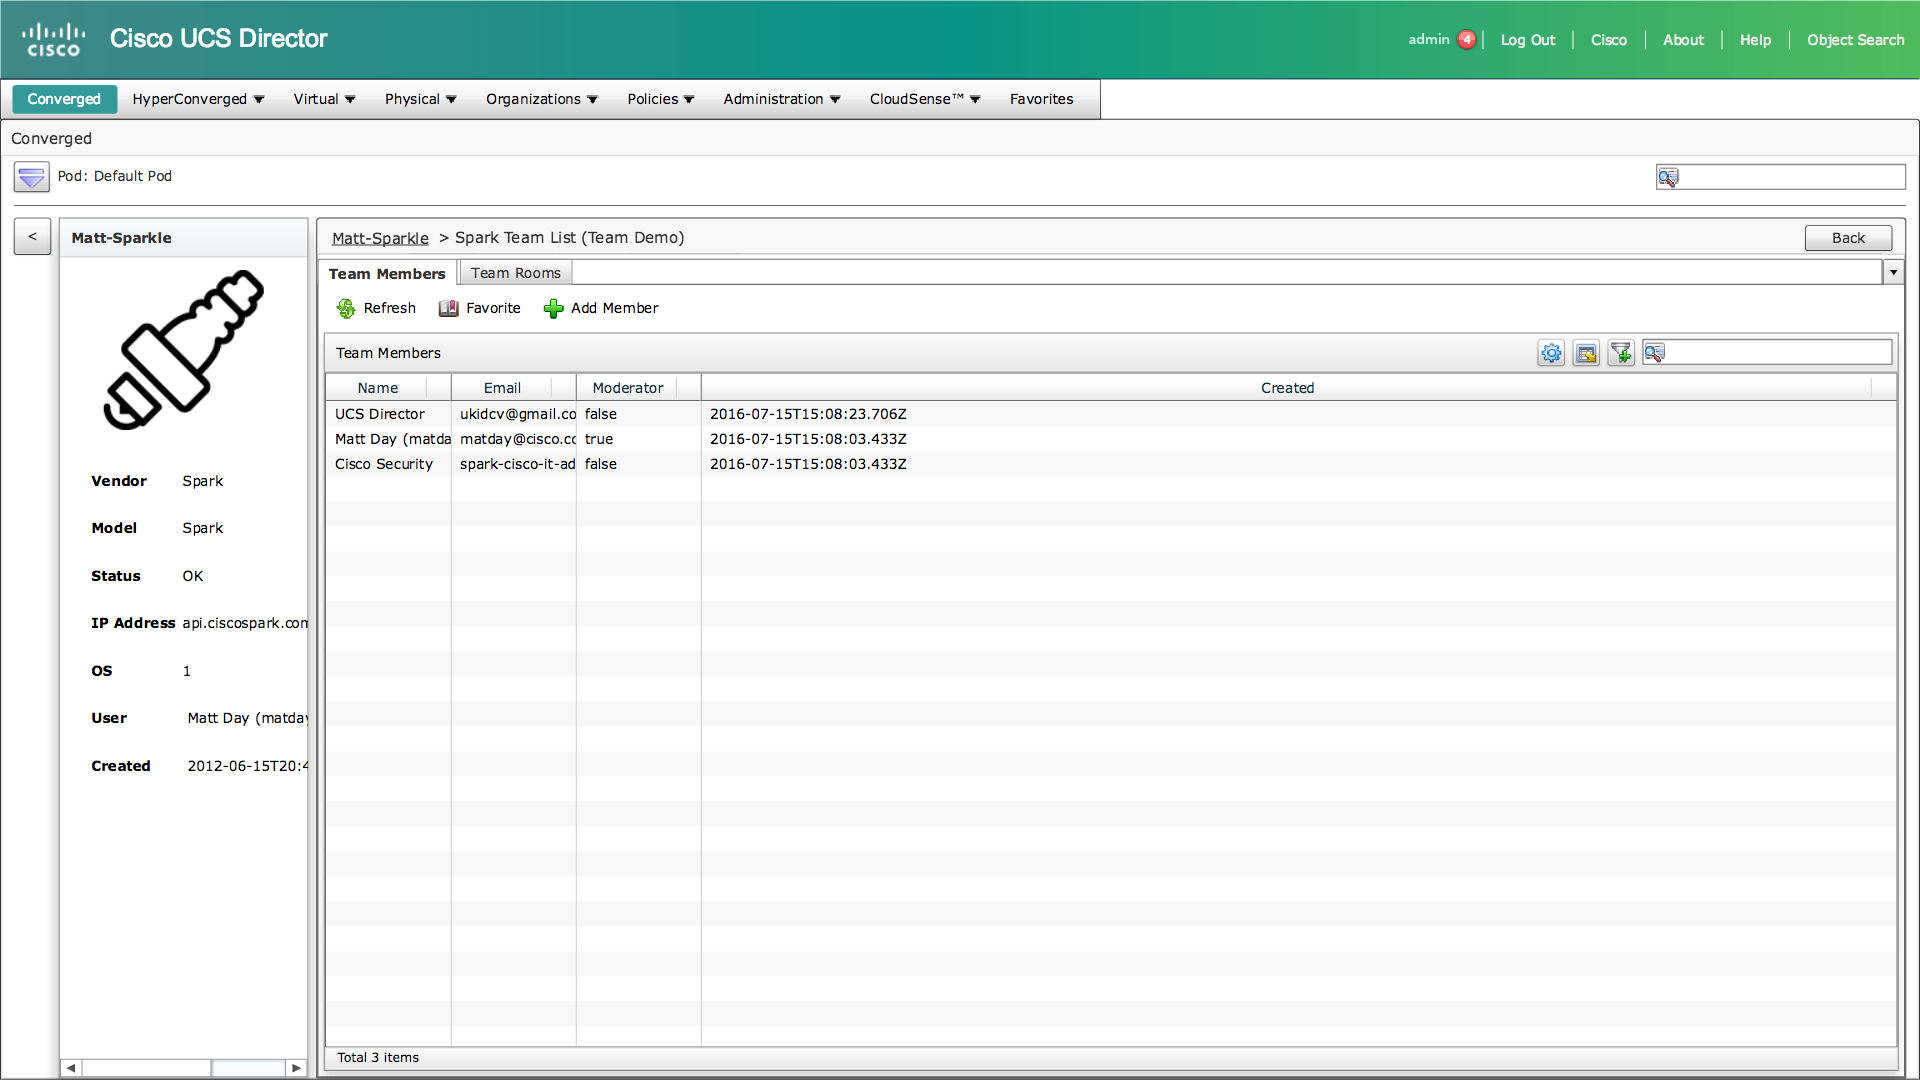 cisco Cisco UCS Director admin 4 Log Out Cisco About Help Object Search
Converged HyperConverged Virtual Physical Organizations Policies Administration CloudSense™ Favorites
Converged
Pod: Default Pod
< Matt-Sparkle
Vendor Spark
Model Spark
Status OK
IP Address api.ciscospark.com
OS 1
User Matt Day (matday
Created 2012-06-15T20:4
Matt-Sparkle > Spark Team List (Team Demo) Back
Team Members Team Rooms
Refresh Favorite Add Member
Team Members
Name Email Moderator Created
UCS Director ukidcv@gmail.co false 2016-07-15T15:08:23.706Z
Matt Day (matda matday@cisco.cc true 2016-07-15T15:08:03.433Z
Cisco Security spark-cisco-it-ad false 2016-07-15T15:08:03.433Z
Total 3 items